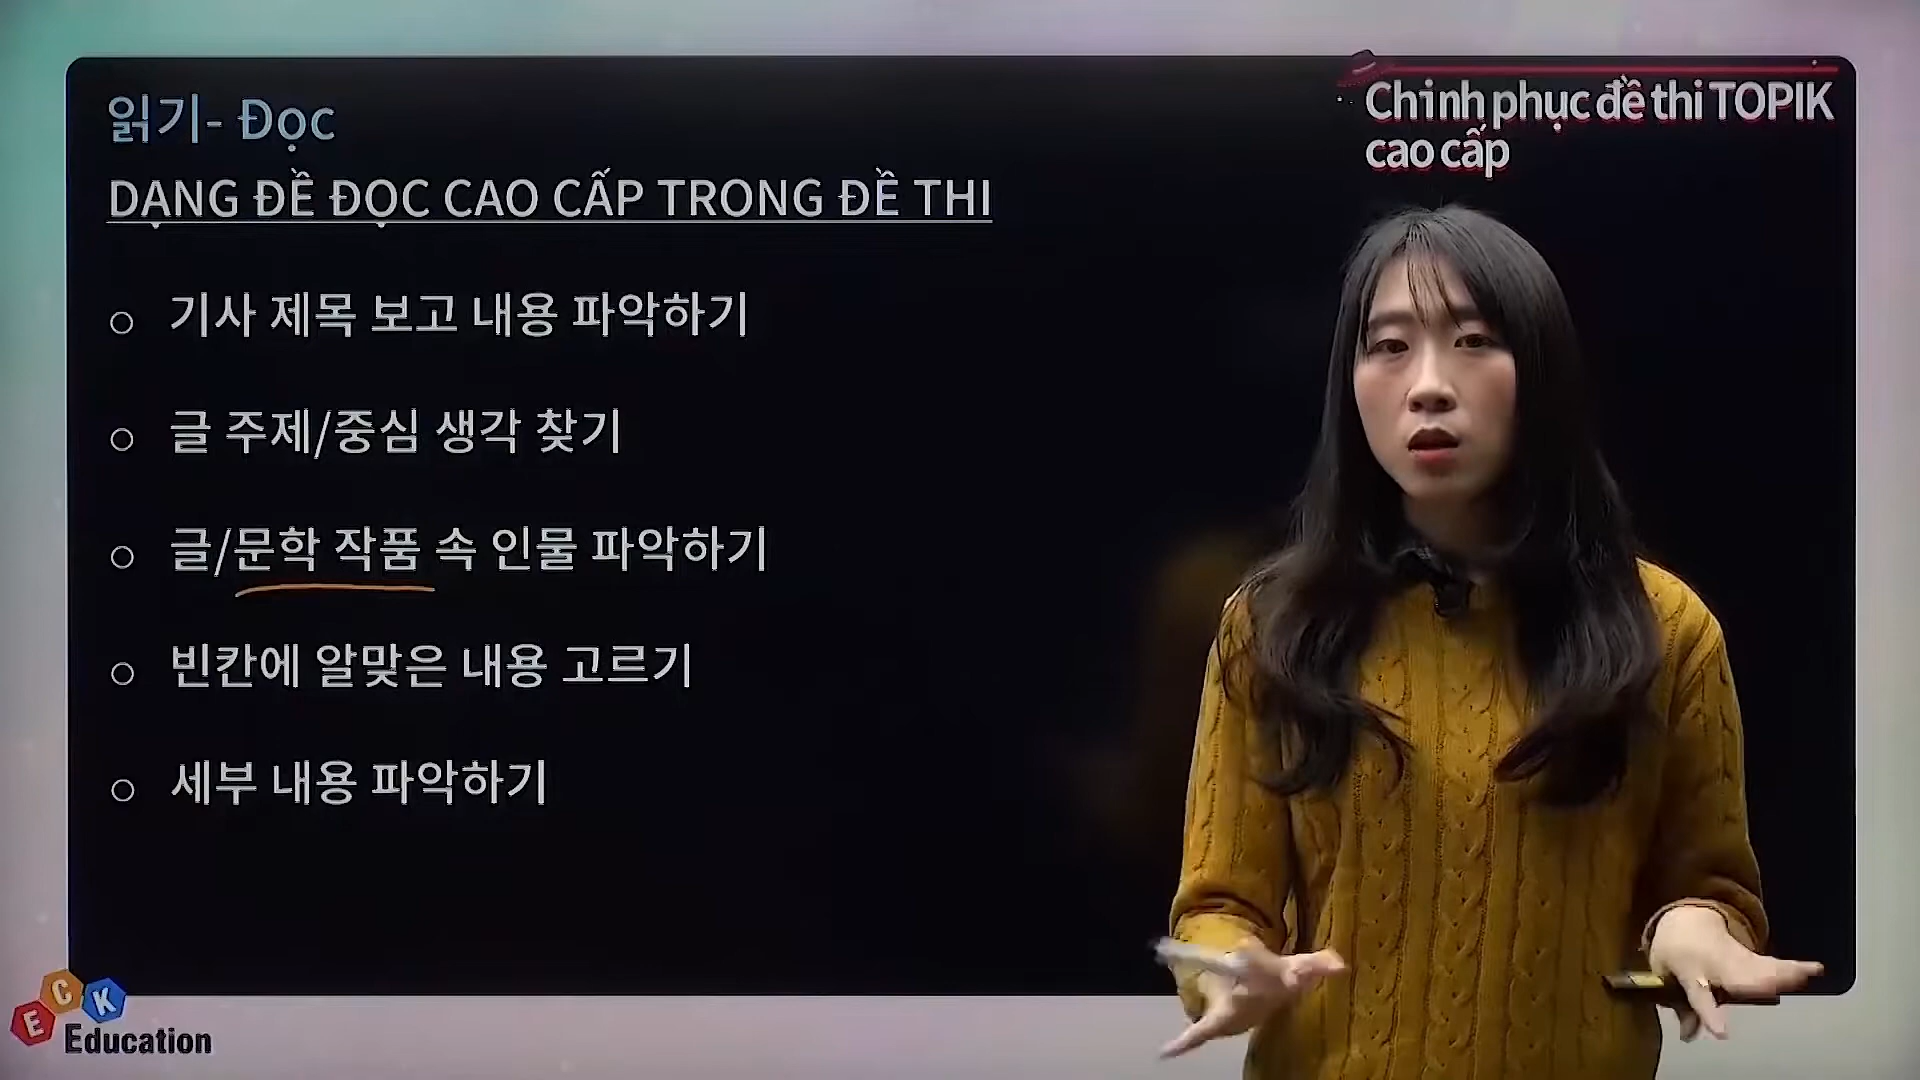 읽기- Đọc
DẠNG ĐỀ ĐỌC CAO CẤP TRONG ĐỀ THI
○ 기사 제목 보고 내용 파악하기
○ 글 주제/중심 생각 찾기
○ 글/문학 작품 속 인물 파악하기
○ 빈칸에 알맞은 내용 고르기
○ 세부 내용 파악하기
Chinh phục đề thi TOPIK
cao cấp
ECK
Education